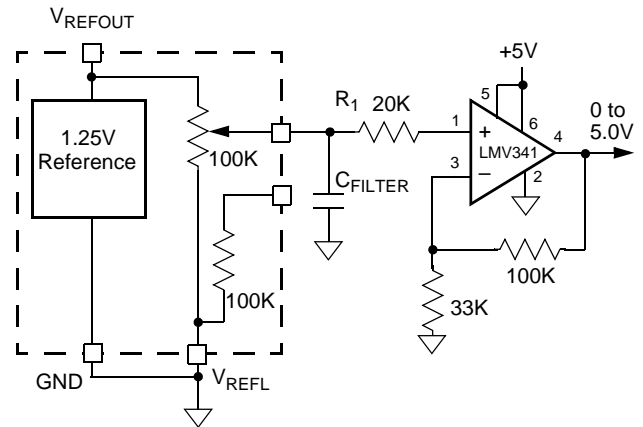 VREFOUT
+5V
1.25V
Reference
100K
100K
R1
20K
CFILTER
5
6
1
+
3
–
LMV341
4
2
0 to
5.0V
100K
33K
GND
VREFL